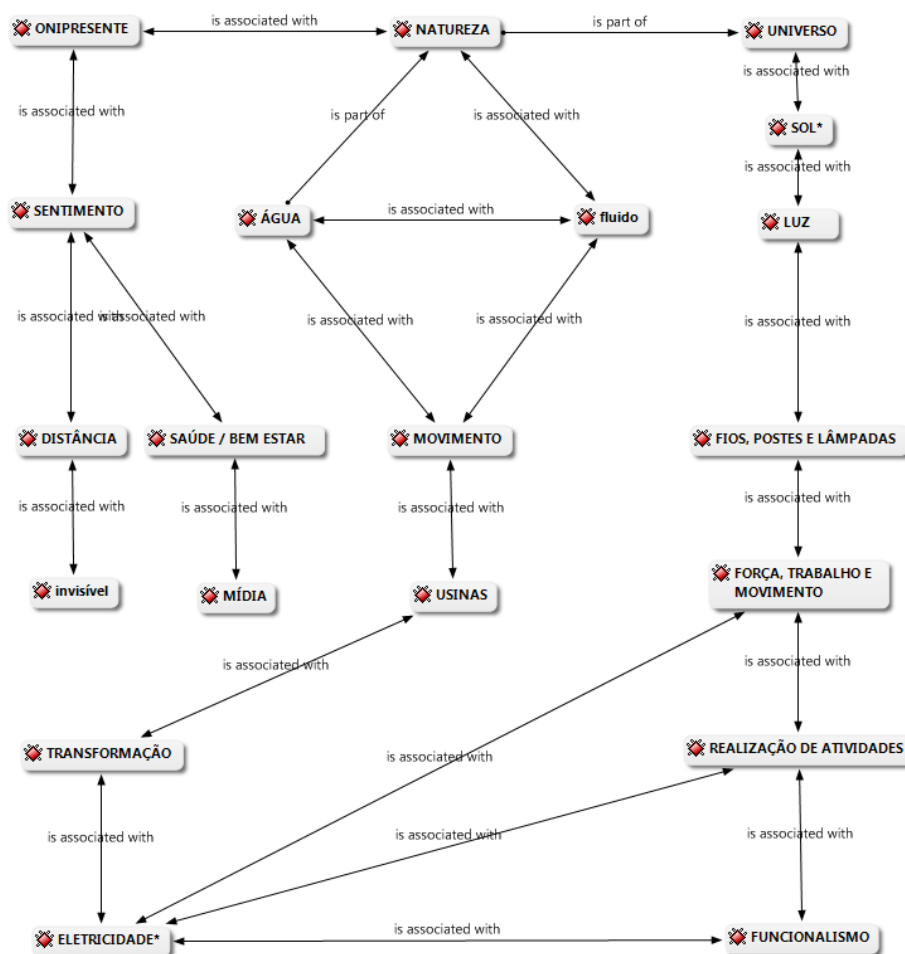 is associated with
is part of
ONIPRESENTE
NATUREZA
UNIVERSO
is associated with
is associated with
is part of
is associated with
SOL*
is associated with
SENTIMENTO
ÁGUA
is associated with
fluido
LUZ
is associated with
is associated with
is associated with
is associated with
is associated with
DISTÂNCIA
SAÚDE / BEM ESTAR
MOVIMENTO
FIOS, POSTES E LÂMPADAS
is associated with
is associated with
is associated with
is associated with
invisível
MÍDIA
USINAS
FORÇA, TRABALHO E
MOVIMENTO
is associated with
is associated with
TRANSFORMAÇÃO
is associated with
REALIZAÇÃO DE ATIVIDADES
is associated with
is associated with
is associated with
ELETRICIDADE*
is associated with
FUNCIONALISMO